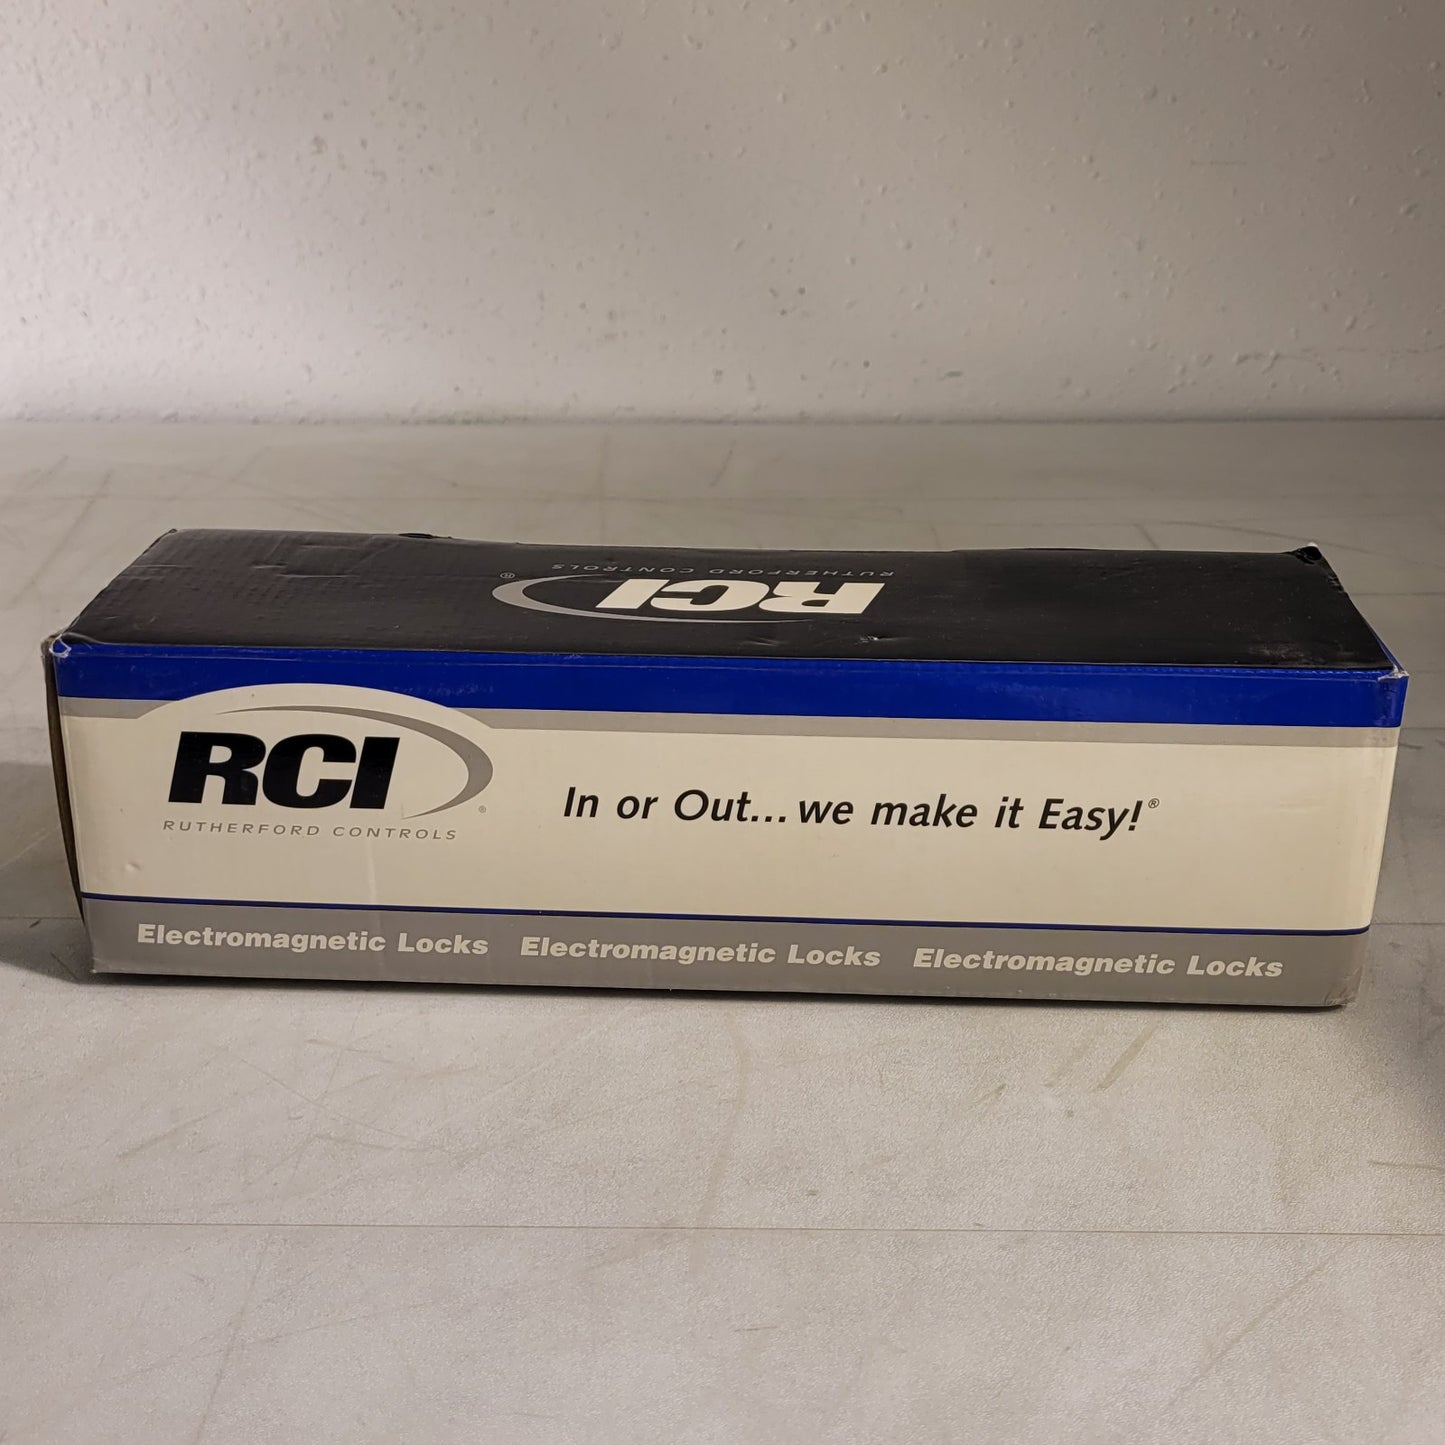 RUTHERFORD CONTROLS
RCI
®
RCI
®
RUTHERFORD CONTROLS
In or Out... we make it Easy!®
Electromagnetic Locks Electromagnetic Locks Electromagnetic Locks